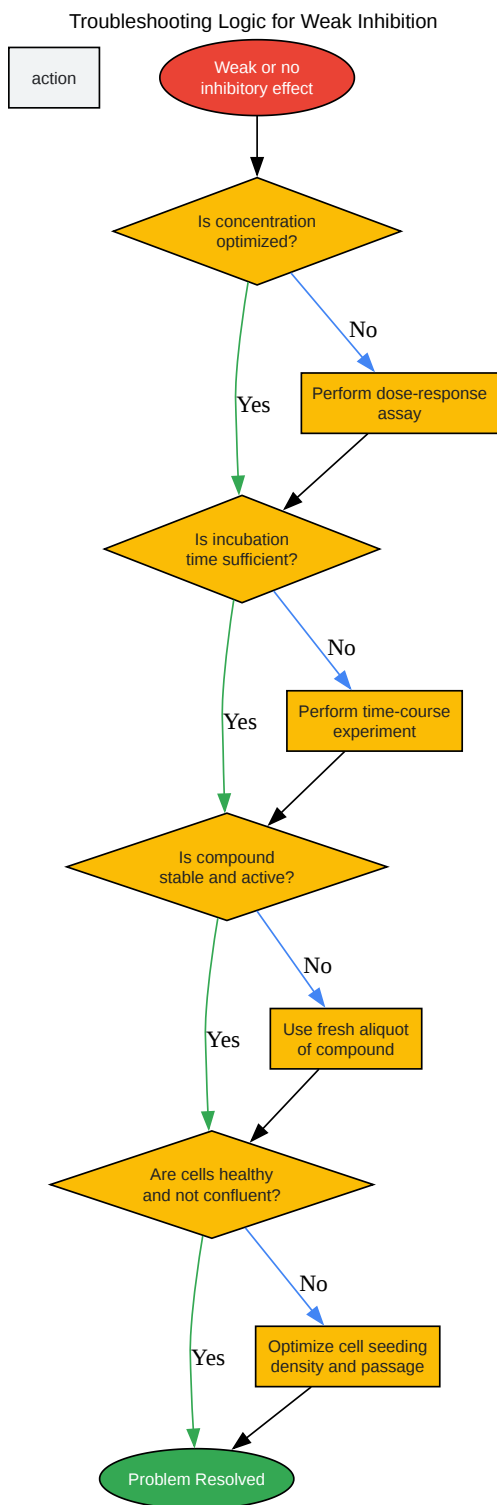 Troubleshooting Logic for Weak Inhibition
action
Weak or no
inhibitory effect
Is concentration
optimized?
No
Yes
Perform dose-response
assay
Is incubation
time sufficient?
No
Yes
Perform time-course
experiment
Is compound
stable and active?
No
Yes
Use fresh aliquot
of compound
Are cells healthy
and not confluent?
No
Yes
Optimize cell seeding
density and passage
Problem Resolved